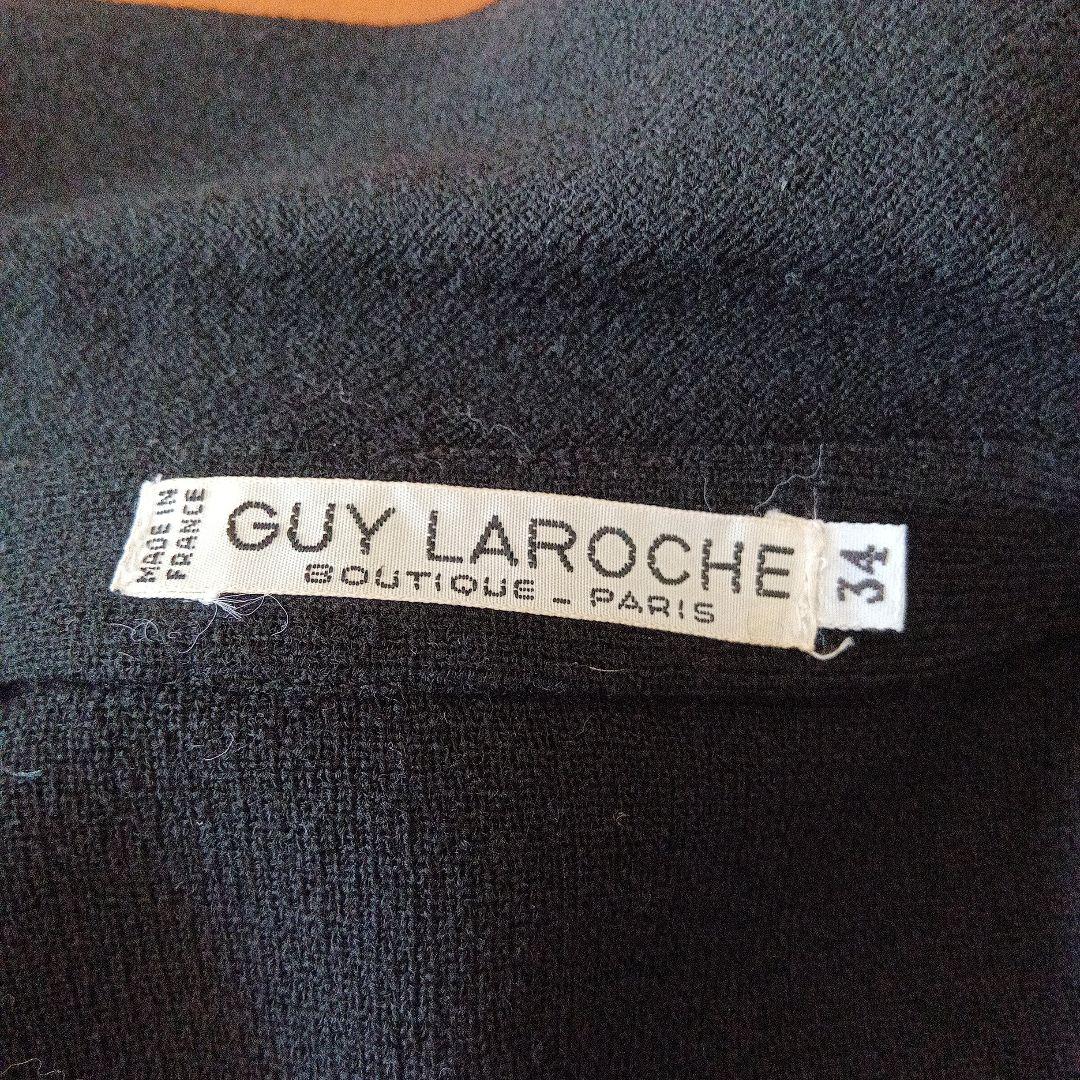 MADE IN
FRANCE
GUY LAROCHE
BOUTIQUE - PARIS
34